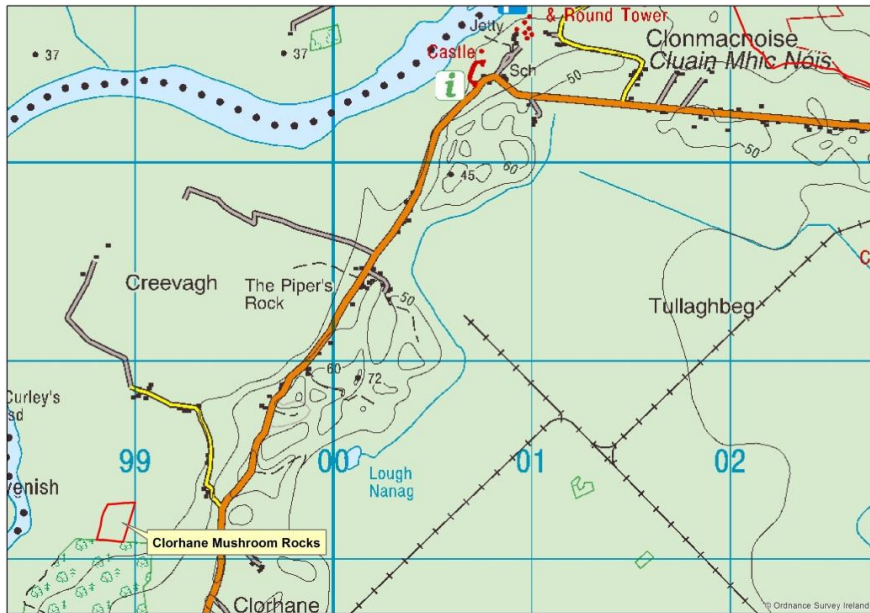 & Round Tower
Jetty
37
37
Castle
Clonmacnoise
Cluain Mhic Nóis
i
Sch
50
50
60
45
Creevagh
The Piper's
Rock
50
Tullaghbeg
C
60
72
Curley's
sd
99
00
01
02
Lough
Nanag
venish
Clorhane Mushroom Rocks
Clorhane
© Ordnance Survey Ireland